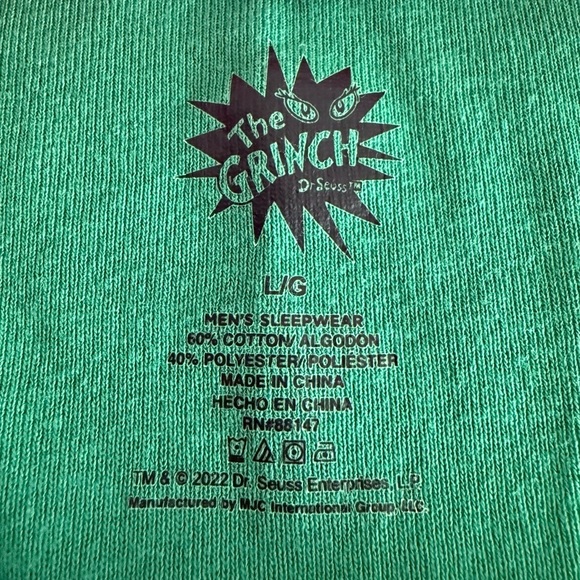 The
GRINCH
Dr. Seuss™
L/G
MEN'S SLEEPWEAR
60% COTTON/ ALGODON
40% POLYESTER/ POLIESTER
MADE IN CHINA
HECHO EN CHINA
RN#88147
TM & © 2022 Dr. Seuss Enterprises, L.P.
Manufactured by MJC International Group, LLC.